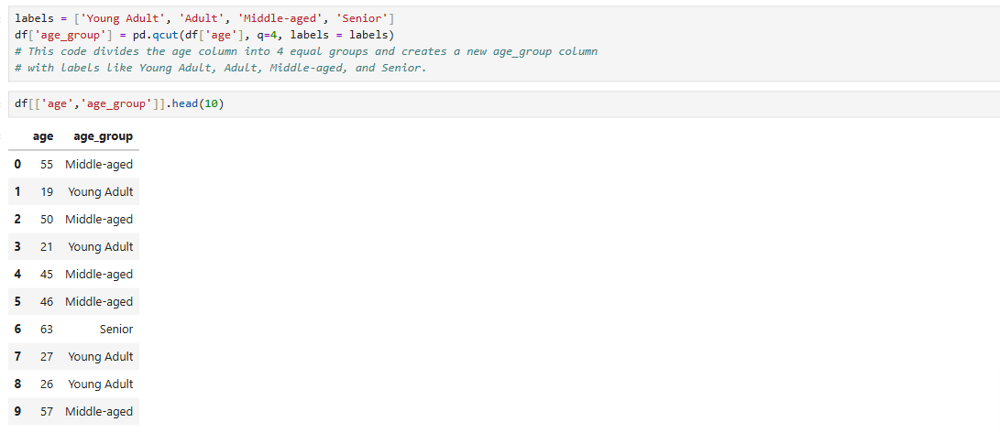 labels = ['Young Adult', 'Adult', 'Middle-aged', 'Senior']
df['age_group'] = pd.qcut(df['age'], q=4, labels = labels)
# This code divides the age column into 4 equal groups and creates a new age_group column
# with labels like Young Adult, Adult, Middle-aged, and Senior.
df[['age','age_group']].head(10)
age age_group
0 55 Middle-aged
1 19 Young Adult
2 50 Middle-aged
3 21 Young Adult
4 45 Middle-aged
5 46 Middle-aged
6 63 Senior
7 27 Young Adult
8 26 Young Adult
9 57 Middle-aged